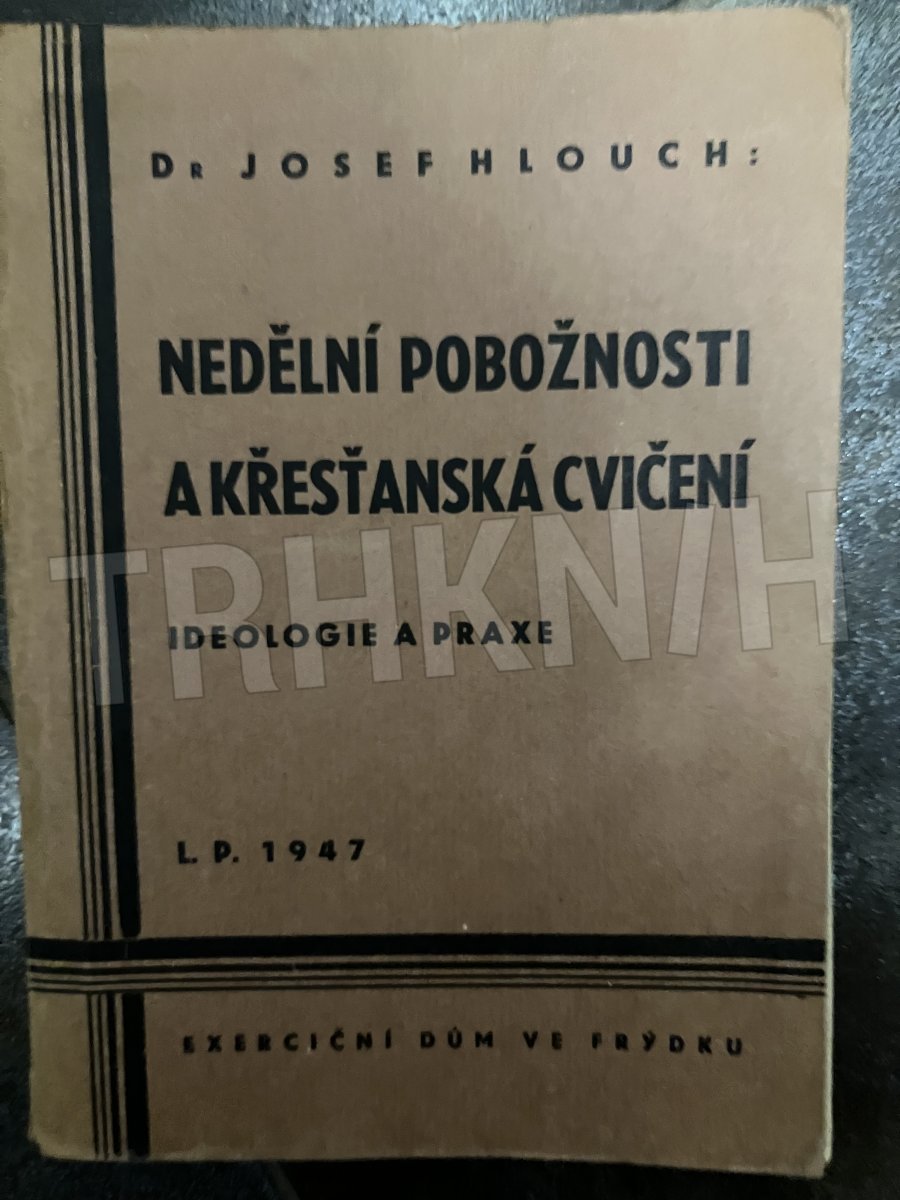 DR JOSEF HLOUCH:
NEDĚLNÍ POBOŽNOSTI
A KŘESŤANSKÁ CVIČENÍ
TRHKNIH
IDEOLOGIE A PRAXE
L. P. 1947
EXERCIČNÍ DŮM VE FRÝDKU